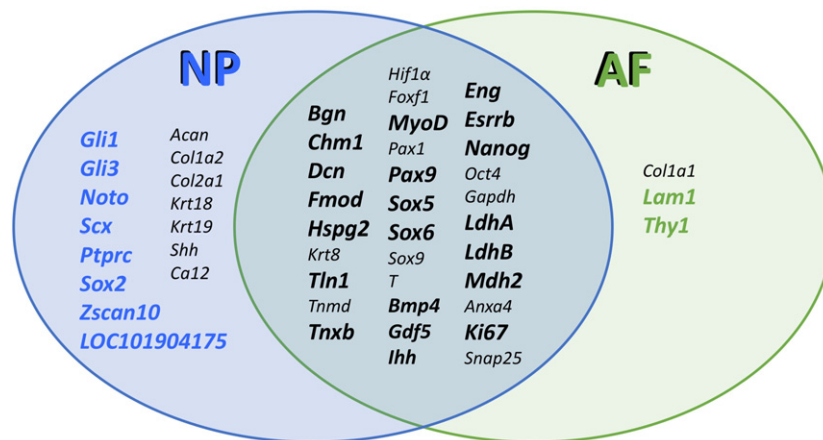 NP
AF
Gli1
Gli3
Noto
Scx
Ptprc
Sox2
Zscan10
LOC101904175
Acan
Col1a2
Col2a1
Krt18
Krt19
Shh
Ca12
Bgn
Chm1
Dcn
Fmod
Hspg2
Krt8
Tln1
Tnmd
Tnxb
Hif1α
Foxf1
MyoD
Pax1
Pax9
Sox5
Sox6
Sox9
T
Bmp4
Gdf5
Ihh
Eng
Esrrb
Nanog
Oct4
Gapdh
LdhA
LdhB
Mdh2
Anxa4
Ki67
Snap25
Col1a1
Lam1
Thy1